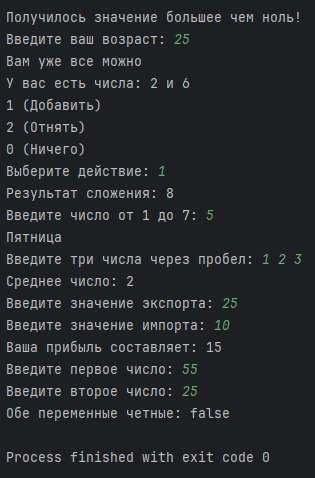 Получилось значение большее чем ноль!
Введите ваш возраст: 25
Вам уже все можно
У вас есть числа: 2 и 6
1 (Добавить)
2 (Отнять)
0 (Ничего)
Выберите действие: 1
Результат сложения: 8
Введите число от 1 до 7: 5
Пятница
Введите три числа через пробел: 1 2 3
Среднее число: 2
Введите значение экспорта: 25
Введите значение импорта: 10
Ваша прибыль составляет: 15
Введите первое число: 55
Введите второе число: 25
Обе переменные четные: false
Process finished with exit code 0